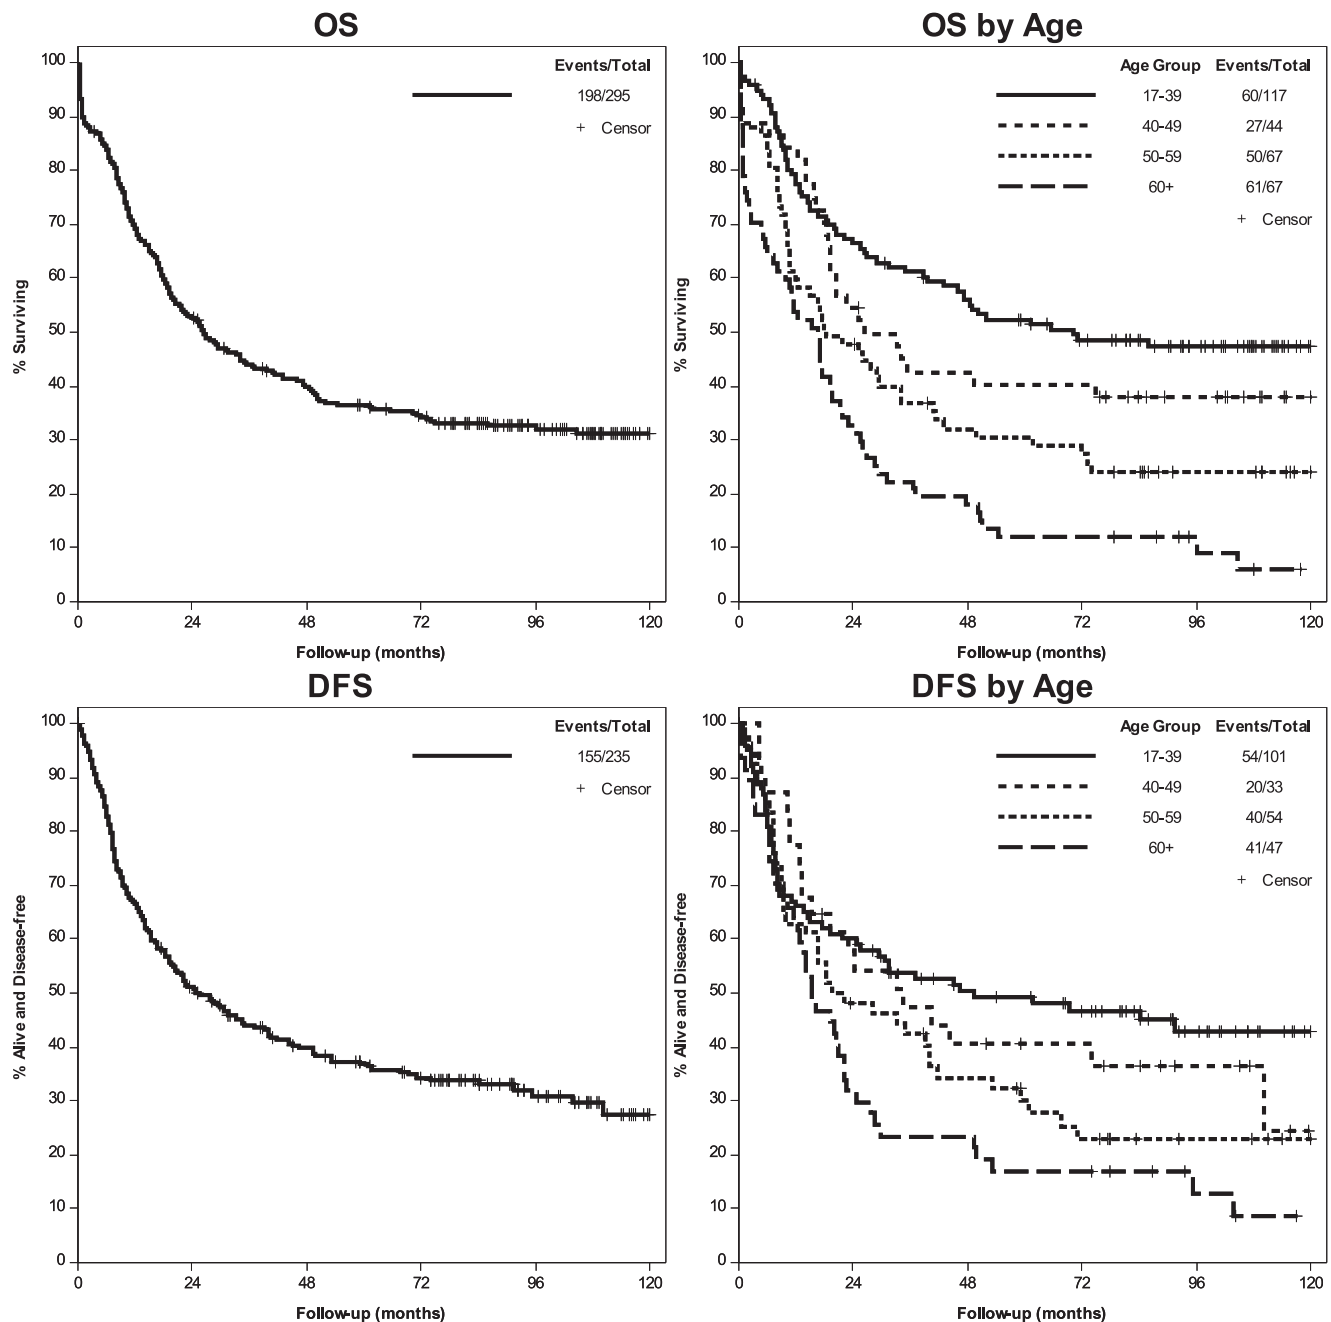 OS
% Surviving
100
90
80
70
60
50
40
30
20
10
0
Events/Total
198/295
+ Censor
0 24 48 72 96 120
Follow-up (months)
OS by Age
% Surviving
100
90
80
70
60
50
40
30
20
10
0
Age Group Events/Total
17-39 60/117
40-49 27/44
50-59 50/67
60+ 61/67
+ Censor
0 24 48 72 96 120
Follow-up (months)
DFS
% Alive and Disease-free
100
90
80
70
60
50
40
30
20
10
0
Events/Total
155/235
+ Censor
0 24 48 72 96 120
Follow-up (months)
DFS by Age
% Alive and Disease-free
100
90
80
70
60
50
40
30
20
10
0
Age Group Events/Total
17-39 54/101
40-49 20/33
50-59 40/54
60+ 41/47
+ Censor
0 24 48 72 96 120
Follow-up (months)